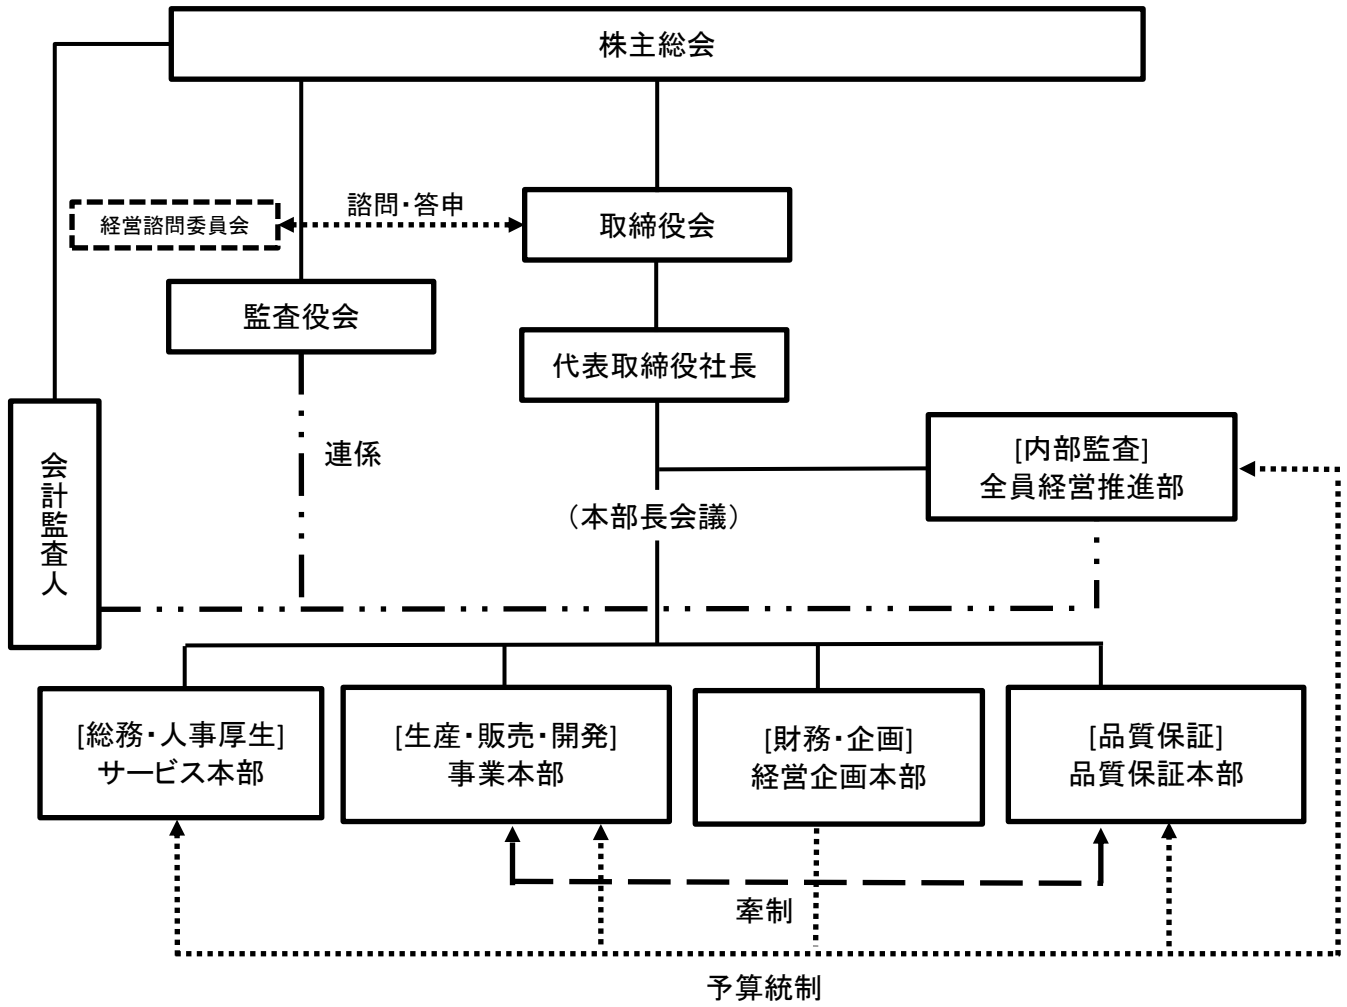 株主総会
諮問・答申
経営諮問委員会
取締役会
監査役会
代表取締役社長
会計監査人
連係
[内部監査]
全員経営推進部
（本部長会議）
[総務・人事厚生]
サービス本部
[生産・販売・開発]
事業本部
[財務・企画]
経営企画本部
[品質保証]
品質保証本部
牽制
予算統制